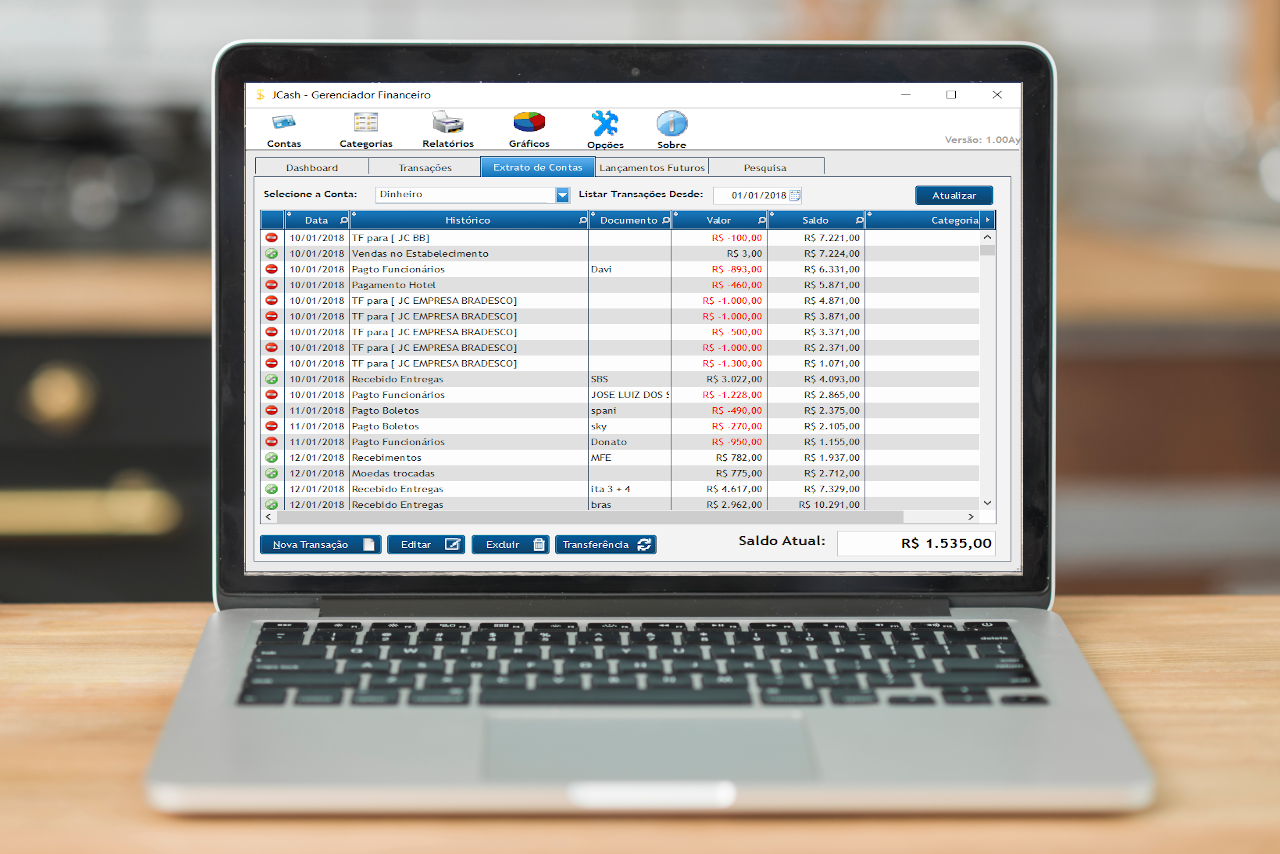 JCash - Gerenciador Financeiro
Contas Categorias Relatórios Gráficos Opções Sobre
Versão: 1.00Ay
Dashboard Transações Extrato de Contas Lançamentos Futuros Pesquisa
Selecione a Conta: Dinheiro Listar Transações Desde: 01/01/2018 Atualizar
Data Histórico Documento Valor Saldo Categoria
10/01/2018 TF para [ JC BB] R$ -100,00 R$ 7.221,00
10/01/2018 Vendas no Estabelecimento R$ 3,00 R$ 7.224,00
10/01/2018 Pagto Funcionários Davi R$ -893,00 R$ 6.331,00
10/01/2018 Pagamento Hotel R$ -460,00 R$ 5.871,00
10/01/2018 TF para [ JC EMPRESA BRADESCO] R$ -1.000,00 R$ 4.871,00
10/01/2018 TF para [ JC EMPRESA BRADESCO] R$ -1.000,00 R$ 3.871,00
10/01/2018 TF para [ JC EMPRESA BRADESCO] R$ -500,00 R$ 3.371,00
10/01/2018 TF para [ JC EMPRESA BRADESCO] R$ -1.000,00 R$ 2.371,00
10/01/2018 TF para [ JC EMPRESA BRADESCO] R$ -1.300,00 R$ 1.071,00
10/01/2018 Recebido Entregas SBS R$ 3.022,00 R$ 4.093,00
10/01/2018 Pagto Funcionários JOSE LUIZ DOS S R$ -1.228,00 R$ 2.865,00
11/01/2018 Pagto Boletos spani R$ -490,00 R$ 2.375,00
11/01/2018 Pagto Boletos sky R$ -270,00 R$ 2.105,00
11/01/2018 Pagto Funcionários Donato R$ -950,00 R$ 1.155,00
12/01/2018 Recebimentos MFE R$ 782,00 R$ 1.937,00
12/01/2018 Moedas trocadas R$ 775,00 R$ 2.712,00
12/01/2018 Recebido Entregas ita 3 + 4 R$ 4.617,00 R$ 7.329,00
12/01/2018 Recebido Entregas bras R$ 2.962,00 R$ 10.291,00
Nova Transação Editar Excluir Transferência Saldo Atual: R$ 1.535,00